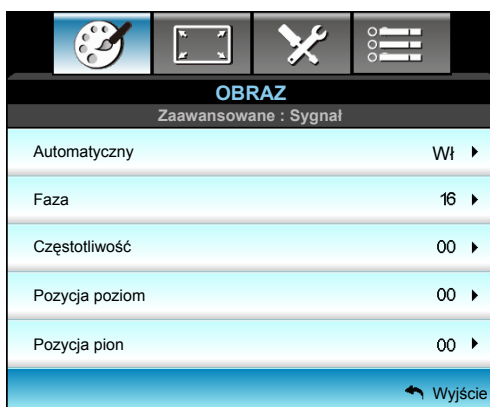 OBRAZ
Zaawansowane : Sygnał
Automatyczny Wł
Faza 16
Częstotliwość 00
Pozycja poziom 00
Pozycja pion 00
Wyjście